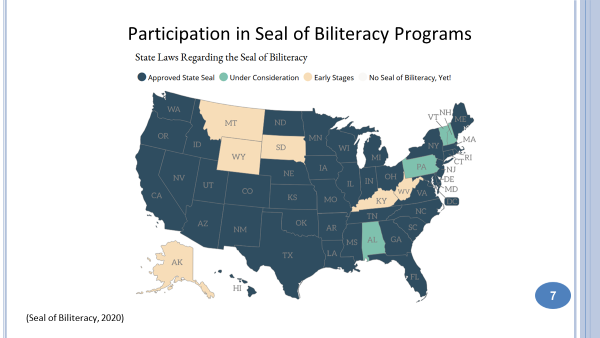 Participation in Seal of Biliteracy Programs
State Laws Regarding the Seal of Biliteracy
Approved State Seal Under Consideration Early Stages No Seal of Biliteracy, Yet!
WA MT ND MN VT NH ME
OR ID WY SD WI MI NY MA
RI
CT
NV UT CO NE IA IL IN OH PA NJ
DE
MD
DC
CA KS MO KY WV VA
AZ NM OK AR TN NC
TX LA MS AL GA SC
FL
AK
HI
7
(Seal of Biliteracy, 2020)